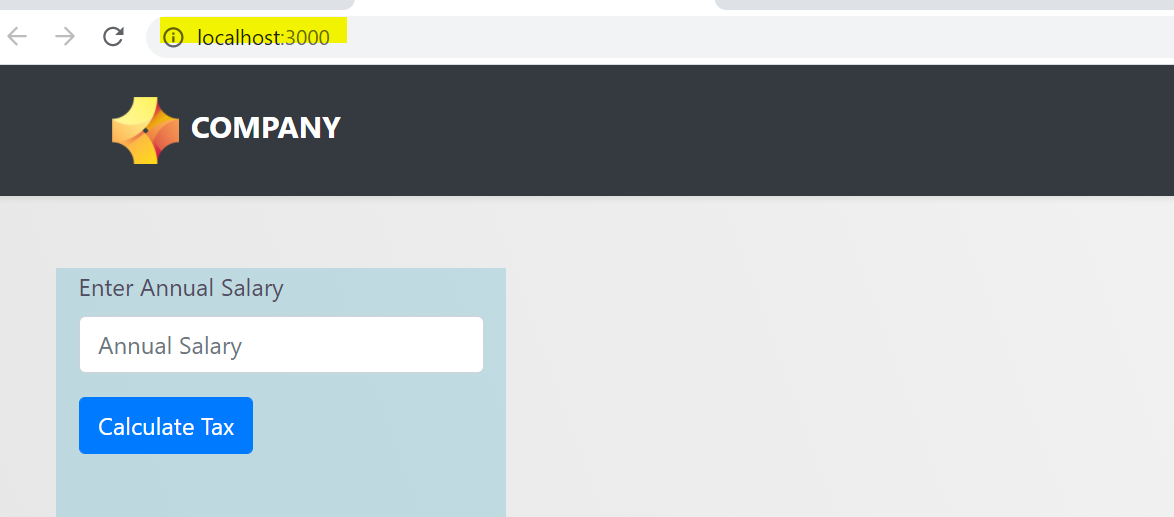 localhost:3000
COMPANY
Enter Annual Salary
Annual Salary
Calculate Tax